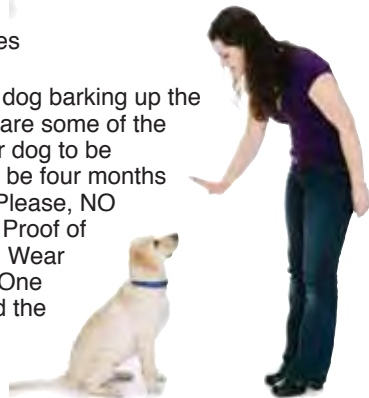 es
dog barking up the
are some of the
r dog to be
be four months
Please, NO
Proof of
Wear
One
d the